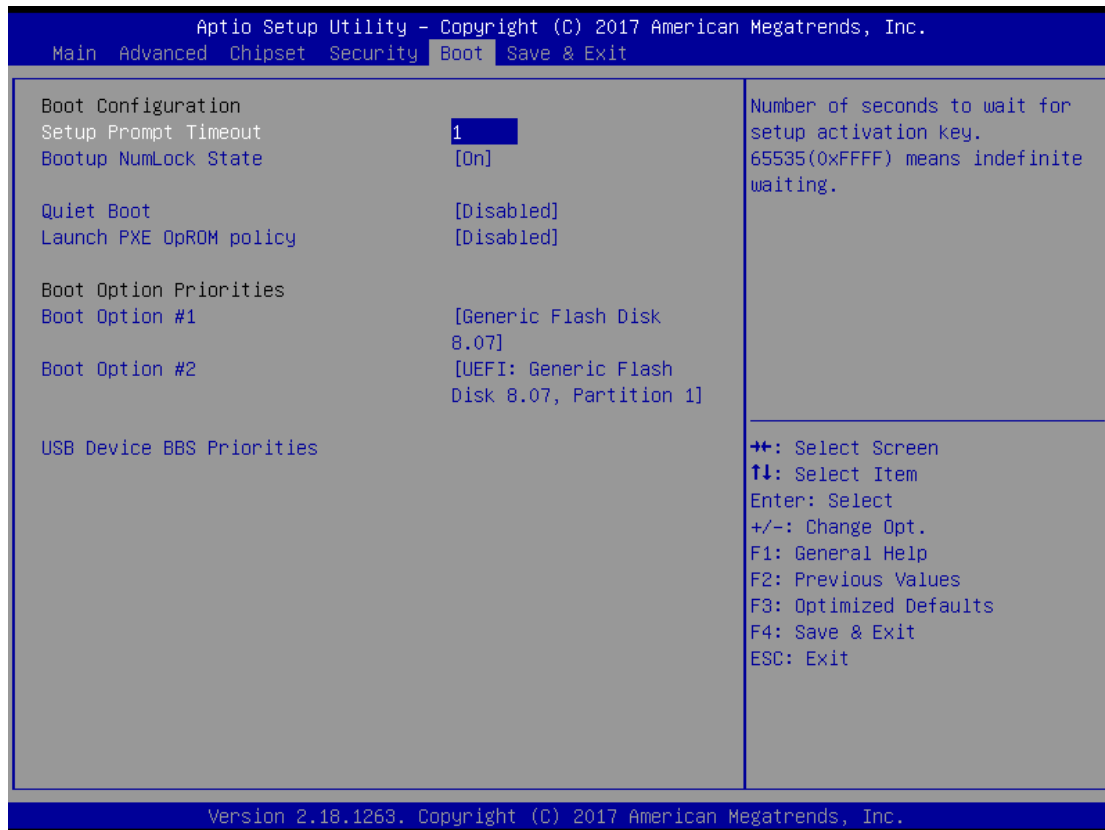 Aptio Setup Utility – Copyright (C) 2017 American Megatrends, Inc.
Main Advanced Chipset Security Boot Save & Exit
Boot Configuration
Setup Prompt Timeout 1
Bootup NumLock State [On]
Quiet Boot [Disabled]
Launch PXE OpROM policy [Disabled]
Boot Option Priorities
Boot Option #1 [Generic Flash Disk
8.07]
Boot Option #2 [UEFI: Generic Flash
Disk 8.07, Partition 1]
USB Device BBS Priorities
Number of seconds to wait for
setup activation key.
65535(0xFFFF) means indefinite
waiting.
→←: Select Screen
↑↓: Select Item
Enter: Select
+/-: Change Opt.
F1: General Help
F2: Previous Values
F3: Optimized Defaults
F4: Save & Exit
ESC: Exit
Version 2.18.1263. Copyright (C) 2017 American Megatrends, Inc.